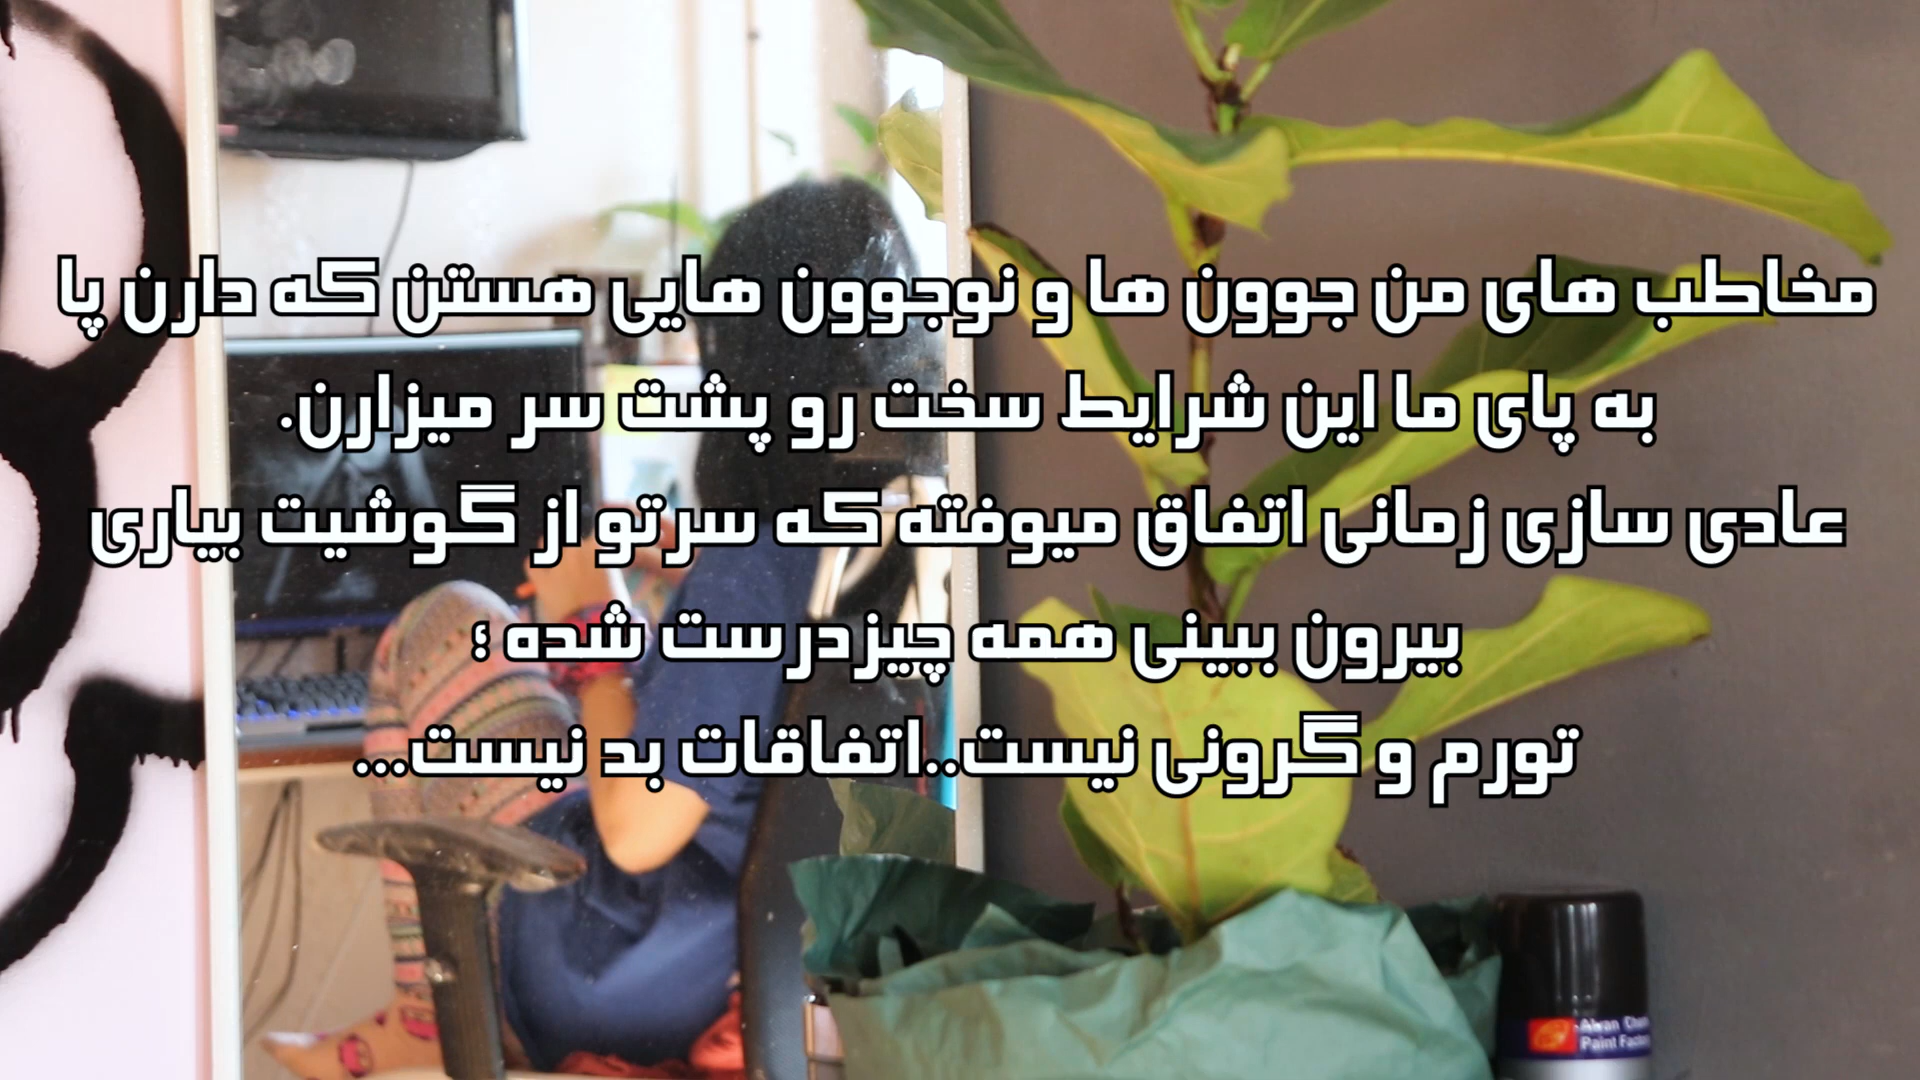 مخاطب های من جوون ها و نوجوون هایی هستن که دارن پا
به پای ما این شرایط سخت رو پشت سر میزارن.
عادی سازی زمانی اتفاق میوفته که سرتو از گوشیت بیاری
بیرون ببینی همه چیزدرست شده ؛
تورم و گرونی نیست..اتفاقات بد نیست...
Paint